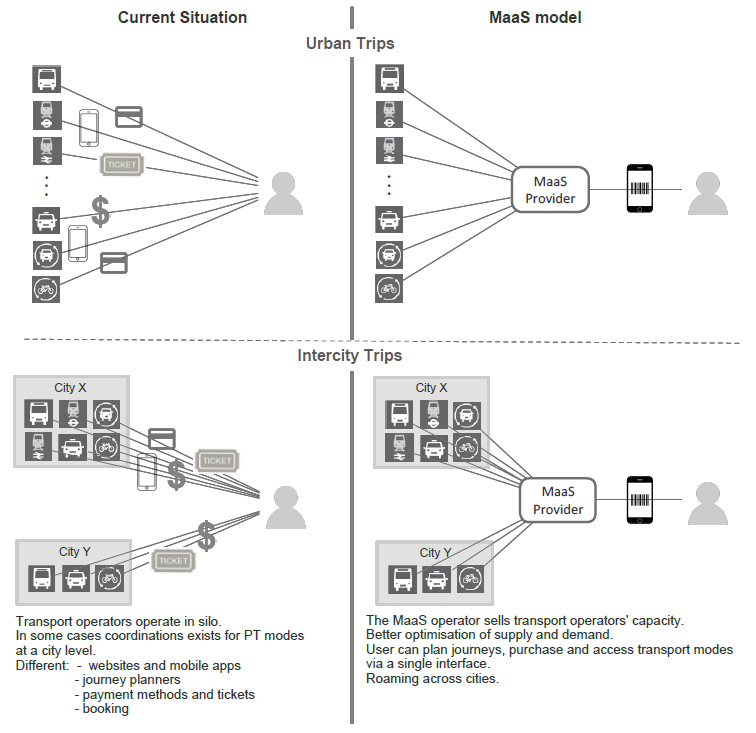 Current Situation
MaaS model
Urban Trips
TICKET
$
MaaS
Provider
Intercity Trips
City X
TICKET
$
$
TICKET
City Y
City X
MaaS
Provider
City Y
Transport operators operate in silo.
In some cases coordinations exists for PT modes
at a city level.
Different: - websites and mobile apps
- journey planners
- payment methods and tickets
- booking
The MaaS operator sells transport operators' capacity.
Better optimisation of supply and demand.
User can plan journeys, purchase and access transport modes
via a single interface.
Roaming across cities.